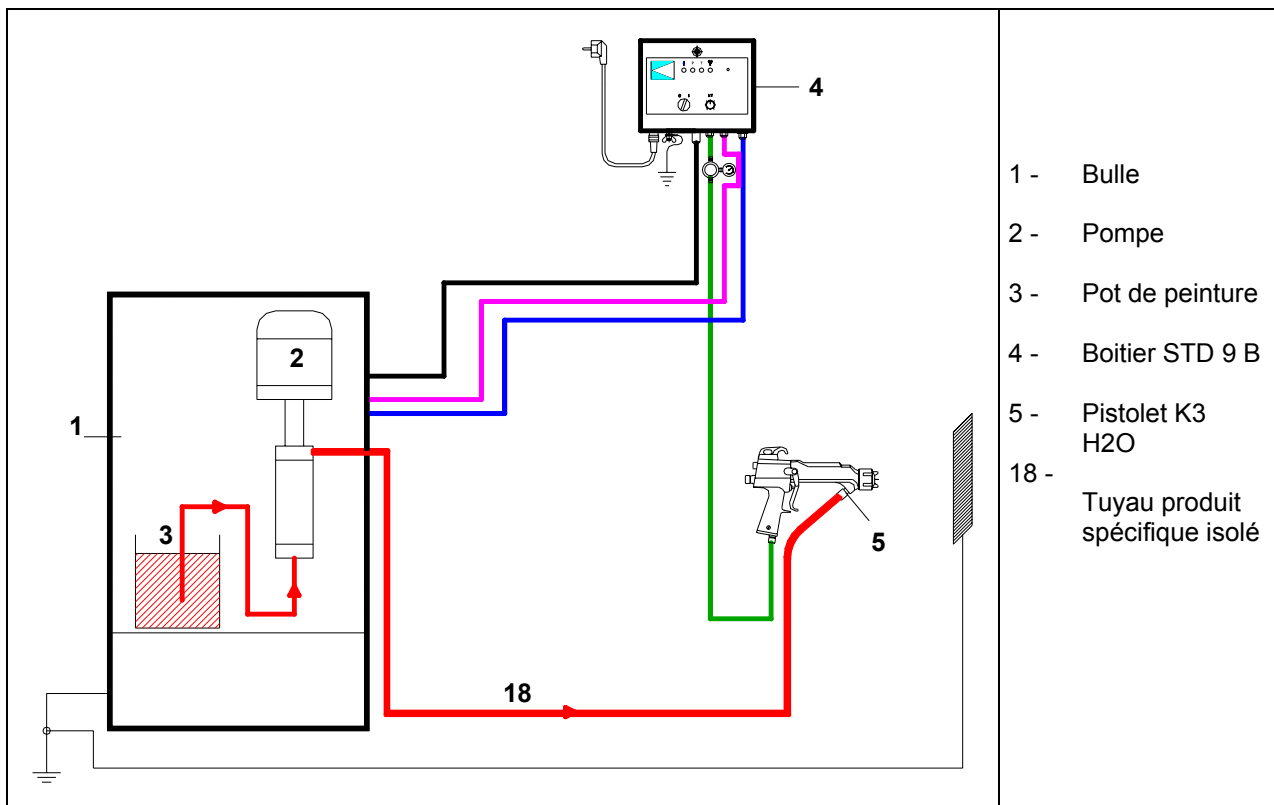 4
1
2
3
5
18
1 - Bulle
2 - Pompe
3 - Pot de peinture
4 - Boitier STD 9 B
5 - Pistolet K3
H2O
18 -
Tuyau produit
spécifique isolé